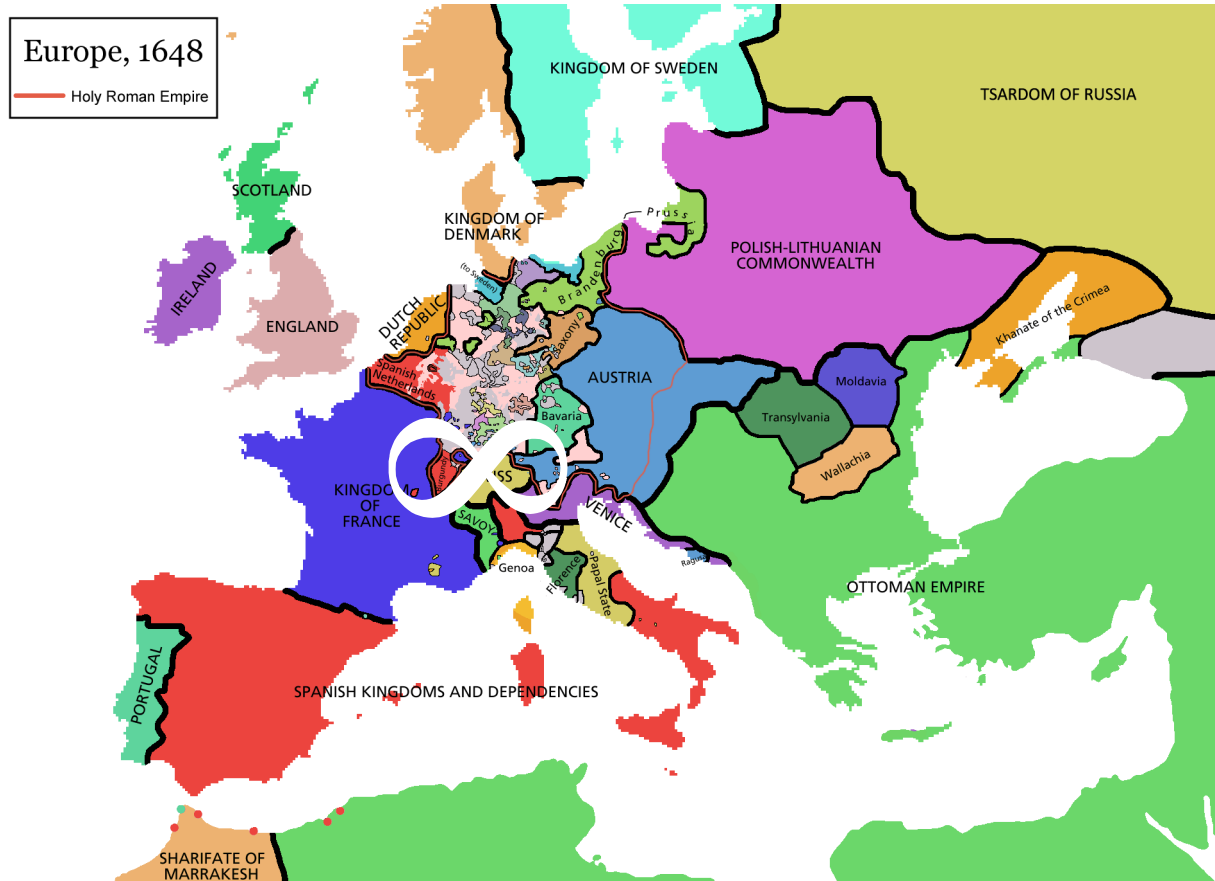 Europe, 1648
Holy Roman Empire
KINGDOM OF SWEDEN
TSARDOM OF RUSSIA
SCOTLAND
KINGDOM OF
DENMARK
Prussia
POLISH-LITHUANIAN
COMMONWEALTH
IRELAND
(to Sweden)
Brandenburg
ENGLAND
DUTCH
REPUBLIC
Khanate of the Crimea
Saxony
Spanish
Netherlands
AUSTRIA
Moldavia
Bavaria
Transylvania
Wallachia
Burgundy
ISS
KINGDOM
OF
FRANCE
SAVOY
VENICE
Ragusa
Genoa
Florence
Papal State
OTTOMAN EMPIRE
PORTUGAL
SPANISH KINGDOMS AND DEPENDENCIES
SHARIFATE OF
MARRAKESH